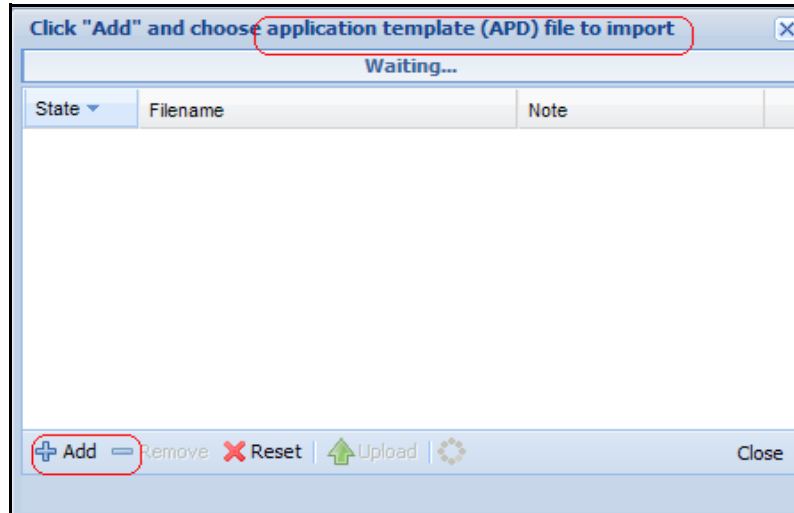 Click "Add" and choose application template (APD) file to import
Waiting...
State Filename Note
Add Remove Reset Upload Close